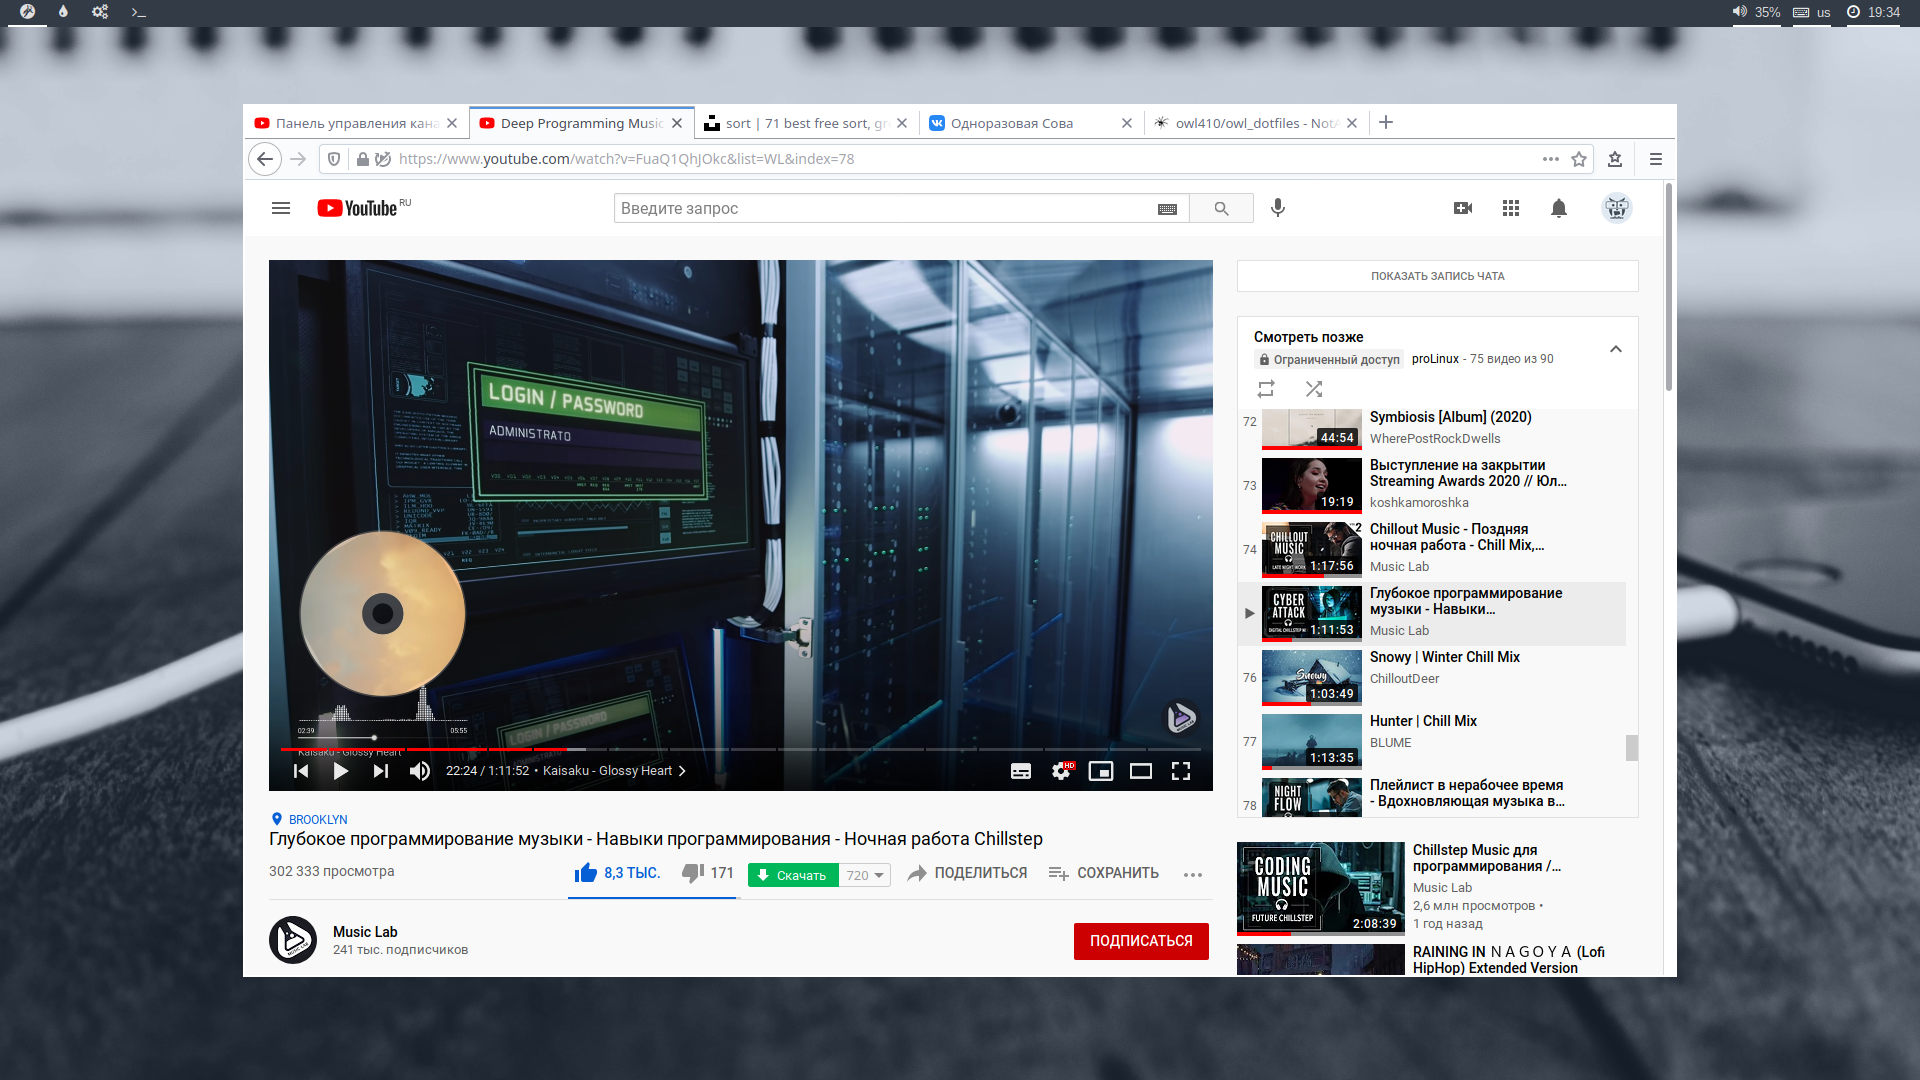 35% us 19:34
Панель управления кана
Deep Programming Music
sort | 71 best free sort, gr
Одноразовая Сова
owl410/owl_dotfiles - NotA
https://www.youtube.com/watch?v=FuaQ1QhJOkc&list=WL&index=78
YouTube RU
Введите запрос
LOGIN / PASSWORD
ADMINISTRATO
LOGIN / PASSWORD
02:39 05:55
Kaisaku - Glossy Heart
22:24 / 1:11:52 • Kaisaku - Glossy Heart
HD
BROOKLYN
Глубокое программирование музыки - Навыки программирования - Ночная работа Chillstep
302 333 просмотра
8,3 ТЫС.
171
Скачать 720
ПОДЕЛИТЬСЯ
СОХРАНИТЬ
Music Lab
241 тыс. подписчиков
ПОДПИСАТЬСЯ
ПОКАЗАТЬ ЗАПИСЬ ЧАТА
Смотреть позже
Ограниченный доступ proLinux - 75 видео из 90
72
44:54
Symbiosis [Album] (2020)
WherePostRockDwells
73
19:19
Выступление на закрытии
Streaming Awards 2020 // Юл...
koshkamoroshka
74
CHILLOUT
MUSIC
1:17:56
Chillout Music - Поздняя
ночная работа - Chill Mix,...
Music Lab
CYBER
ATTACK
1:11:53
Глубокое программирование
музыки - Навыки...
Music Lab
76
Snowy
1:03:49
Snowy | Winter Chill Mix
ChilloutDeer
77
1:13:35
Hunter | Chill Mix
BLUME
78
NIGHT
FLOW
Плейлист в нерабочее время
- Вдохновляющая музыка в...
CODING
MUSIC
FUTURE CHILLSTEP
2:08:39
Chillstep Music для
программирования /...
Music Lab
2,6 млн просмотров •
1 год назад
RAINING IN N A G O Y A (Lofi
HipHop) Extended Version